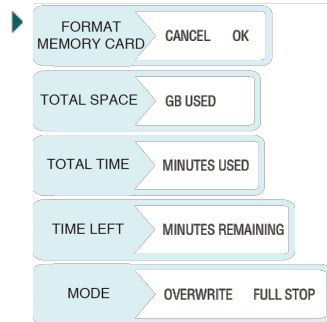 FORMAT
MEMORY CARD
CANCEL OK
TOTAL SPACE
GB USED
TOTAL TIME
MINUTES USED
TIME LEFT
MINUTES REMAINING
MODE
OVERWRITE FULL STOP